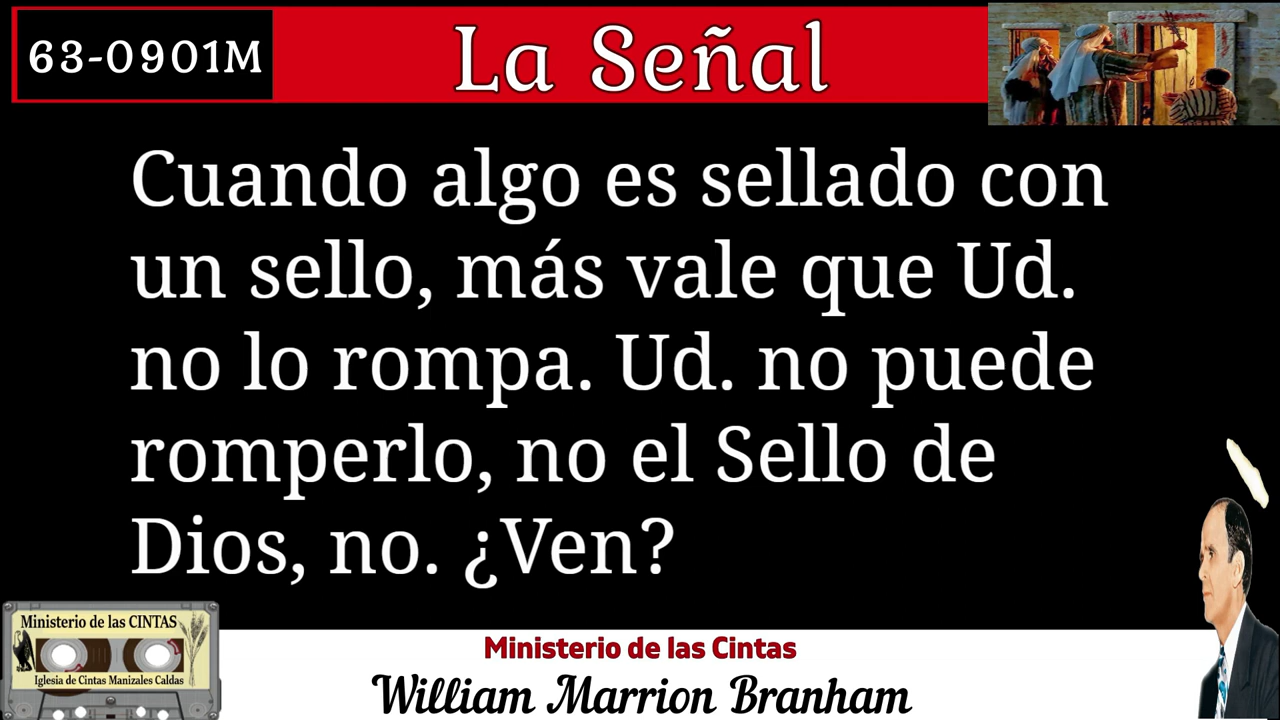 63-0901M
La Señal
Cuando algo es sellado con
un sello, más vale que Ud.
no lo rompa. Ud. no puede
romperlo, no el Sello de
Dios, no. ¿Ven?
Ministerio de las CINTAS
Iglesia de Cintas Manizales Caldas
Ministerio de las Cintas
William Marrion Branham